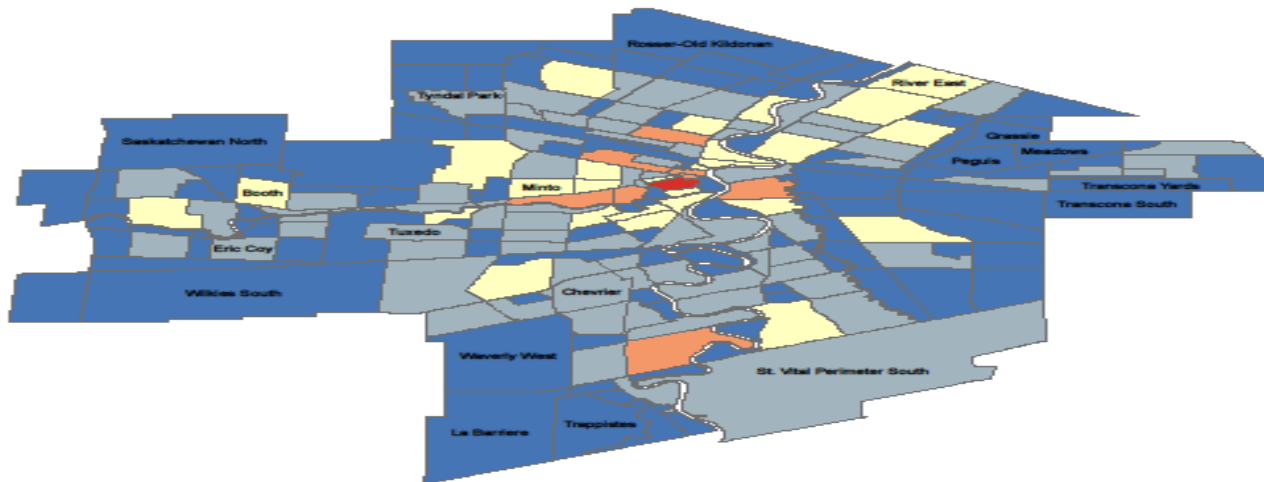 Rosser-Old Kildonan
River East
Tyndal Park
Saskatchewan North
Grassie
Meadows
Peguis
Booth
Minto
Transcona Yards
Transcona South
Tuxedo
Eric Coy
Wilkies South
Chevrier
Waverly West
St. Vital Perimeter South
Trappistes
La Barriere